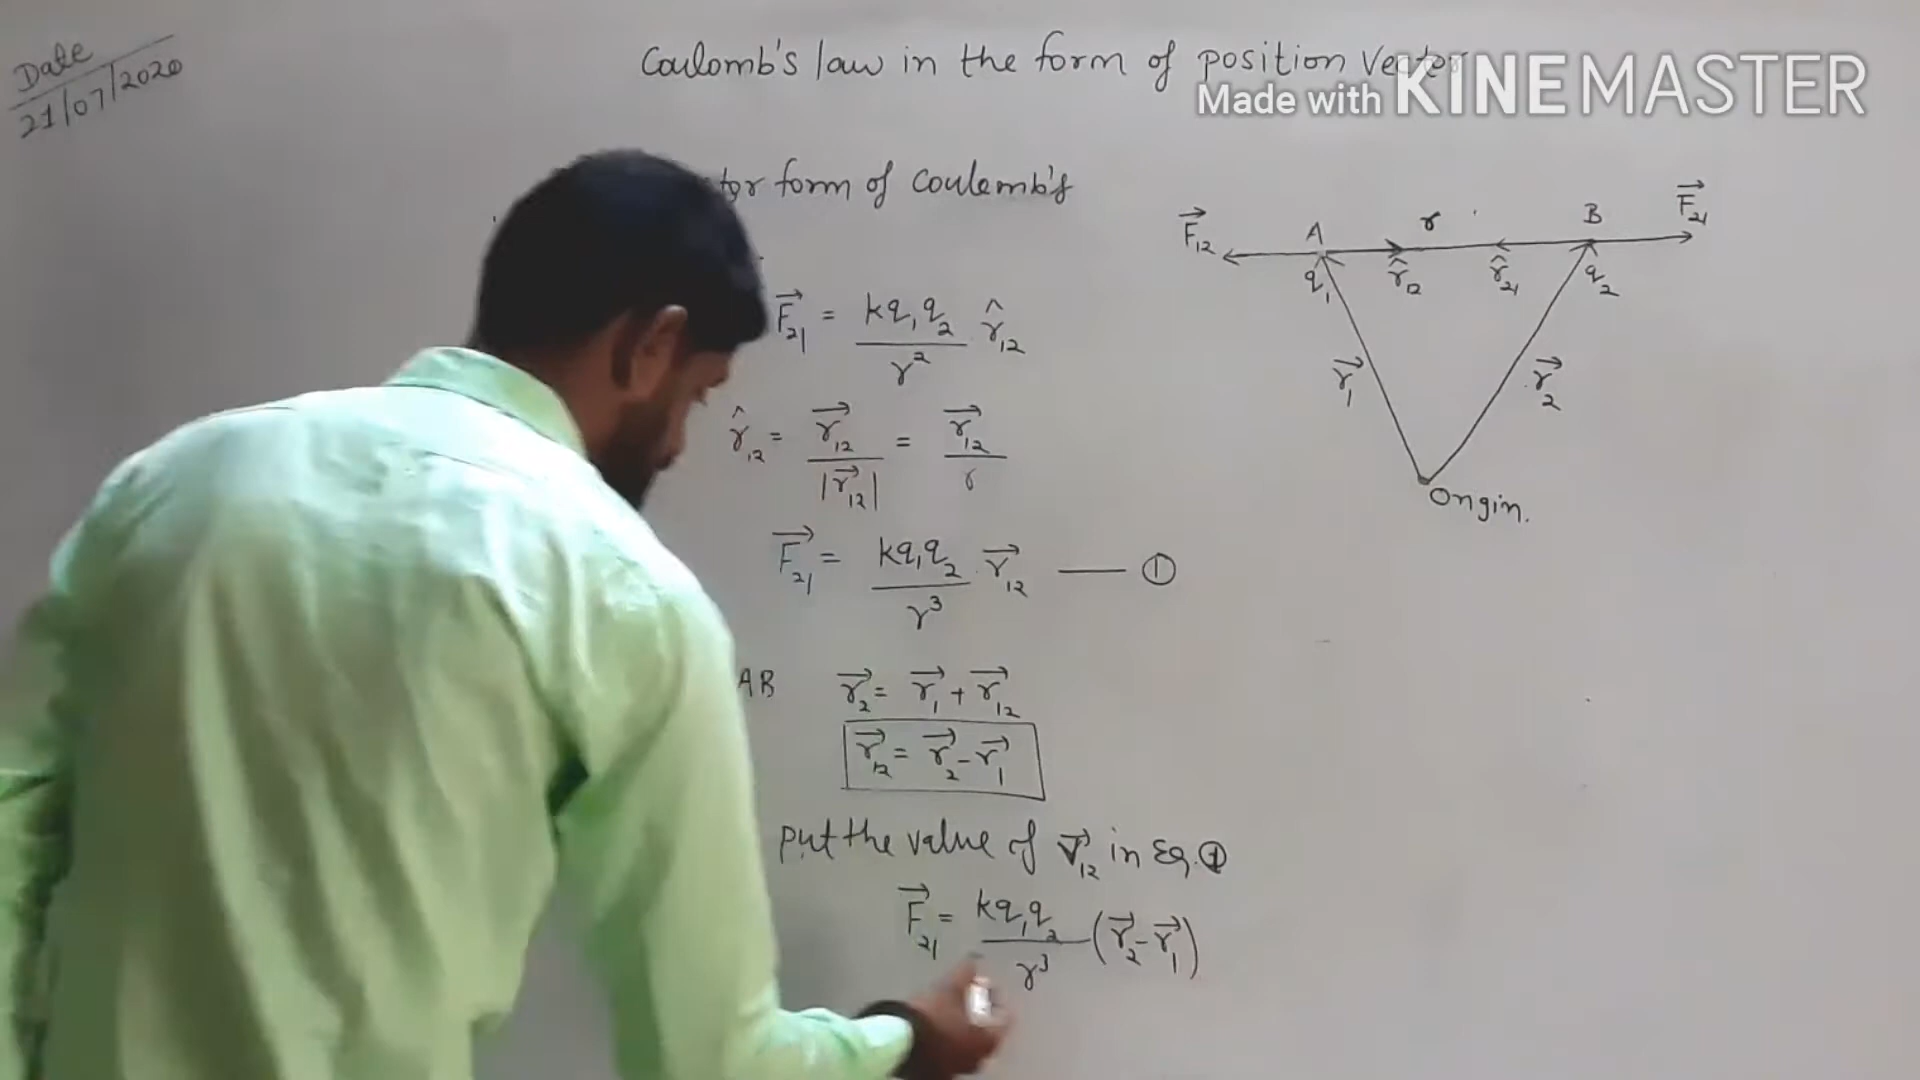 Date
21/07/2020
Coulomb's law in the form of position Vector
Made with KINEMASTER
form of Coulomb's
F⃗₂₁ = kq₁q₂/r² . r̂₁₂
r̂₁₂ = r⃗₁₂/|r⃗₁₂| = r⃗₁₂/r
F⃗₂₁ = kq₁q₂/r³ . r⃗₁₂ —— ①
AB r⃗₂ = r⃗₁ + r⃗₁₂
r⃗₁₂ = r⃗₂ - r⃗₁
Put the value of r⃗₁₂ in Eq. ①
F⃗₂₁ = kq₁q₂/r³ (r⃗₂ - r⃗₁)
F⃗₁₂ A r B F⃗₂₁
q₁ r̂₁₂ r̂₂₁ q₂
r⃗₁ r⃗₂
Origin.